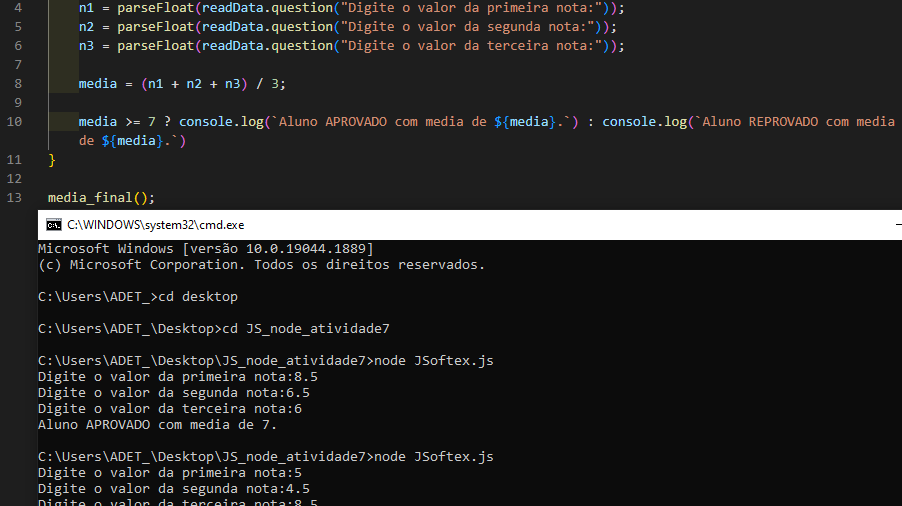 4 n1 = parseFloat(readData.question("Digite o valor da primeira nota:"));
5 n2 = parseFloat(readData.question("Digite o valor da segunda nota:"));
6 n3 = parseFloat(readData.question("Digite o valor da terceira nota:"));
7
8 media = (n1 + n2 + n3) / 3;
9
10 media >= 7 ? console.log(`Aluno APROVADO com media de ${media}.`) : console.log(`Aluno REPROVADO com media
de ${media}.`)
11 }
12
13 media_final();
C:\WINDOWS\system32\cmd.exe
Microsoft Windows [versão 10.0.19044.1889]
(c) Microsoft Corporation. Todos os direitos reservados.
C:\Users\ADET_>cd desktop
C:\Users\ADET_\Desktop>cd JS_node_atividade7
C:\Users\ADET_\Desktop\JS_node_atividade7>node JSoftex.js
Digite o valor da primeira nota:8.5
Digite o valor da segunda nota:6.5
Digite o valor da terceira nota:6
Aluno APROVADO com media de 7.
C:\Users\ADET_\Desktop\JS_node_atividade7>node JSoftex.js
Digite o valor da primeira nota:5
Digite o valor da segunda nota:4.5
Digite o valor da terceira nota:8.5